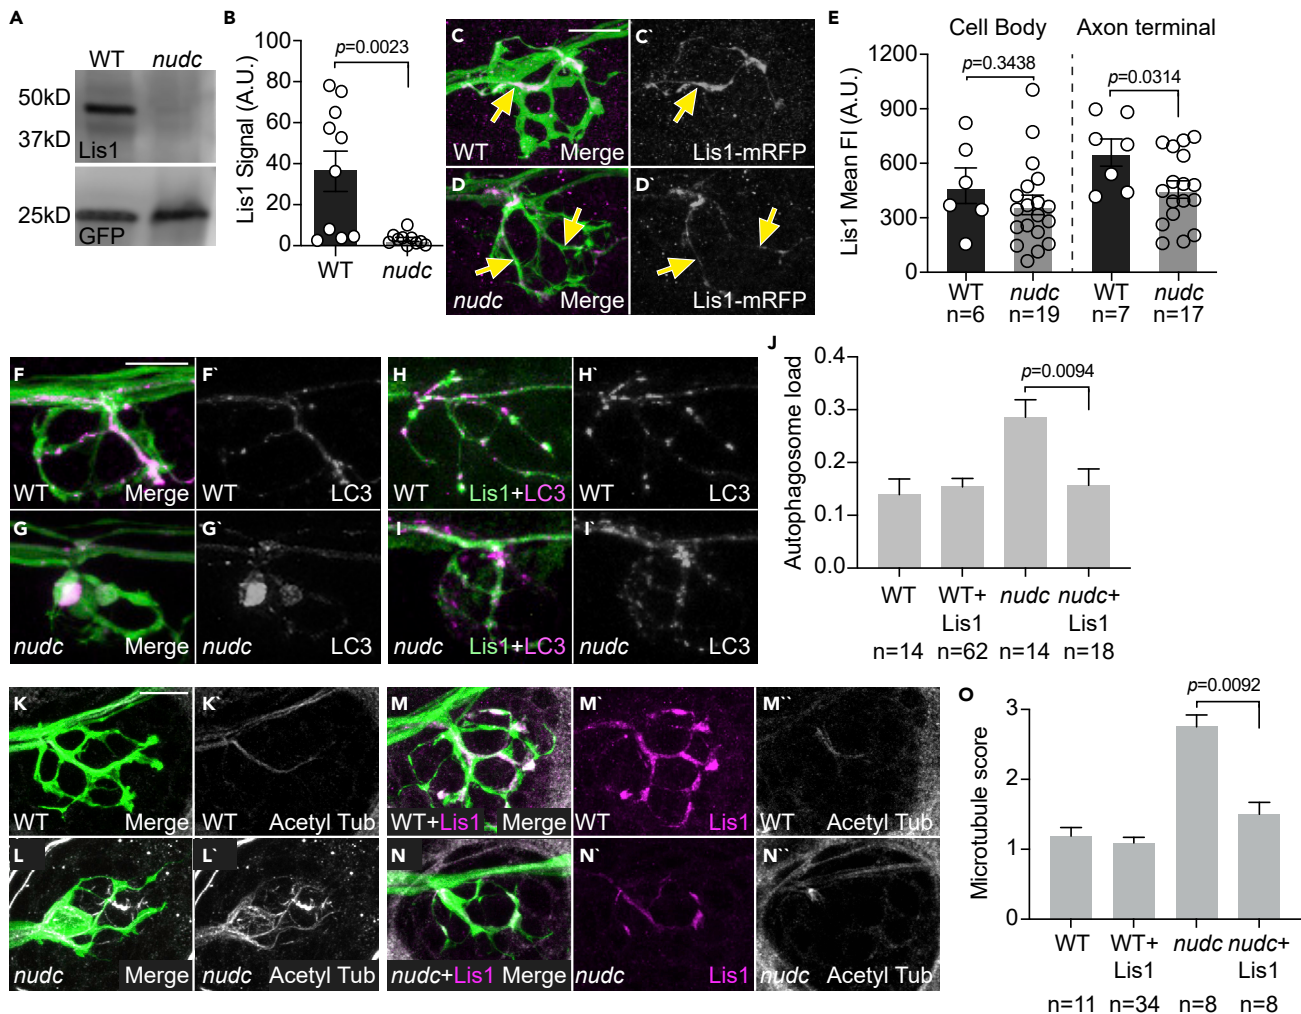 A
WT nudc
50kD
37kD
Lis1
25kD
GFP
B
Lis1 Signal (A.U.)
100
80
60
40
20
0
p=0.0023
WT nudc
C
WT Merge
C`
Lis1-mRFP
D
nudc Merge
D`
Lis1-mRFP
E
Cell Body Axon terminal
Lis1 Mean FI (A.U.)
1200
900
600
300
0
p=0.3438
p=0.0314
WT nudc WT nudc
n=6 n=19 n=7 n=17
F
WT Merge
F`
LC3
H
WT Lis1+LC3
H`
WT LC3
G
nudc Merge
G`
nudc LC3
I
nudc Lis1+LC3
I`
nudc LC3
J
Autophagosome load
0.4
0.3
0.2
0.1
0.0
p=0.0094
WT WT+ nudc nudc+
Lis1 Lis1
n=14 n=62 n=14 n=18
K
WT Merge
K`
WT Acetyl Tub
M
WT+Lis1 Merge
M`
WT Lis1
M``
WT Acetyl Tub
L
nudc Merge
L`
nudc Acetyl Tub
N
nudc+Lis1 Merge
N`
nudc Lis1
N``
nudc Acetyl Tub
O
Microtubule score
3
2
1
0
p=0.0092
WT WT+ nudc nudc+
Lis1 Lis1
n=11 n=34 n=8 n=8